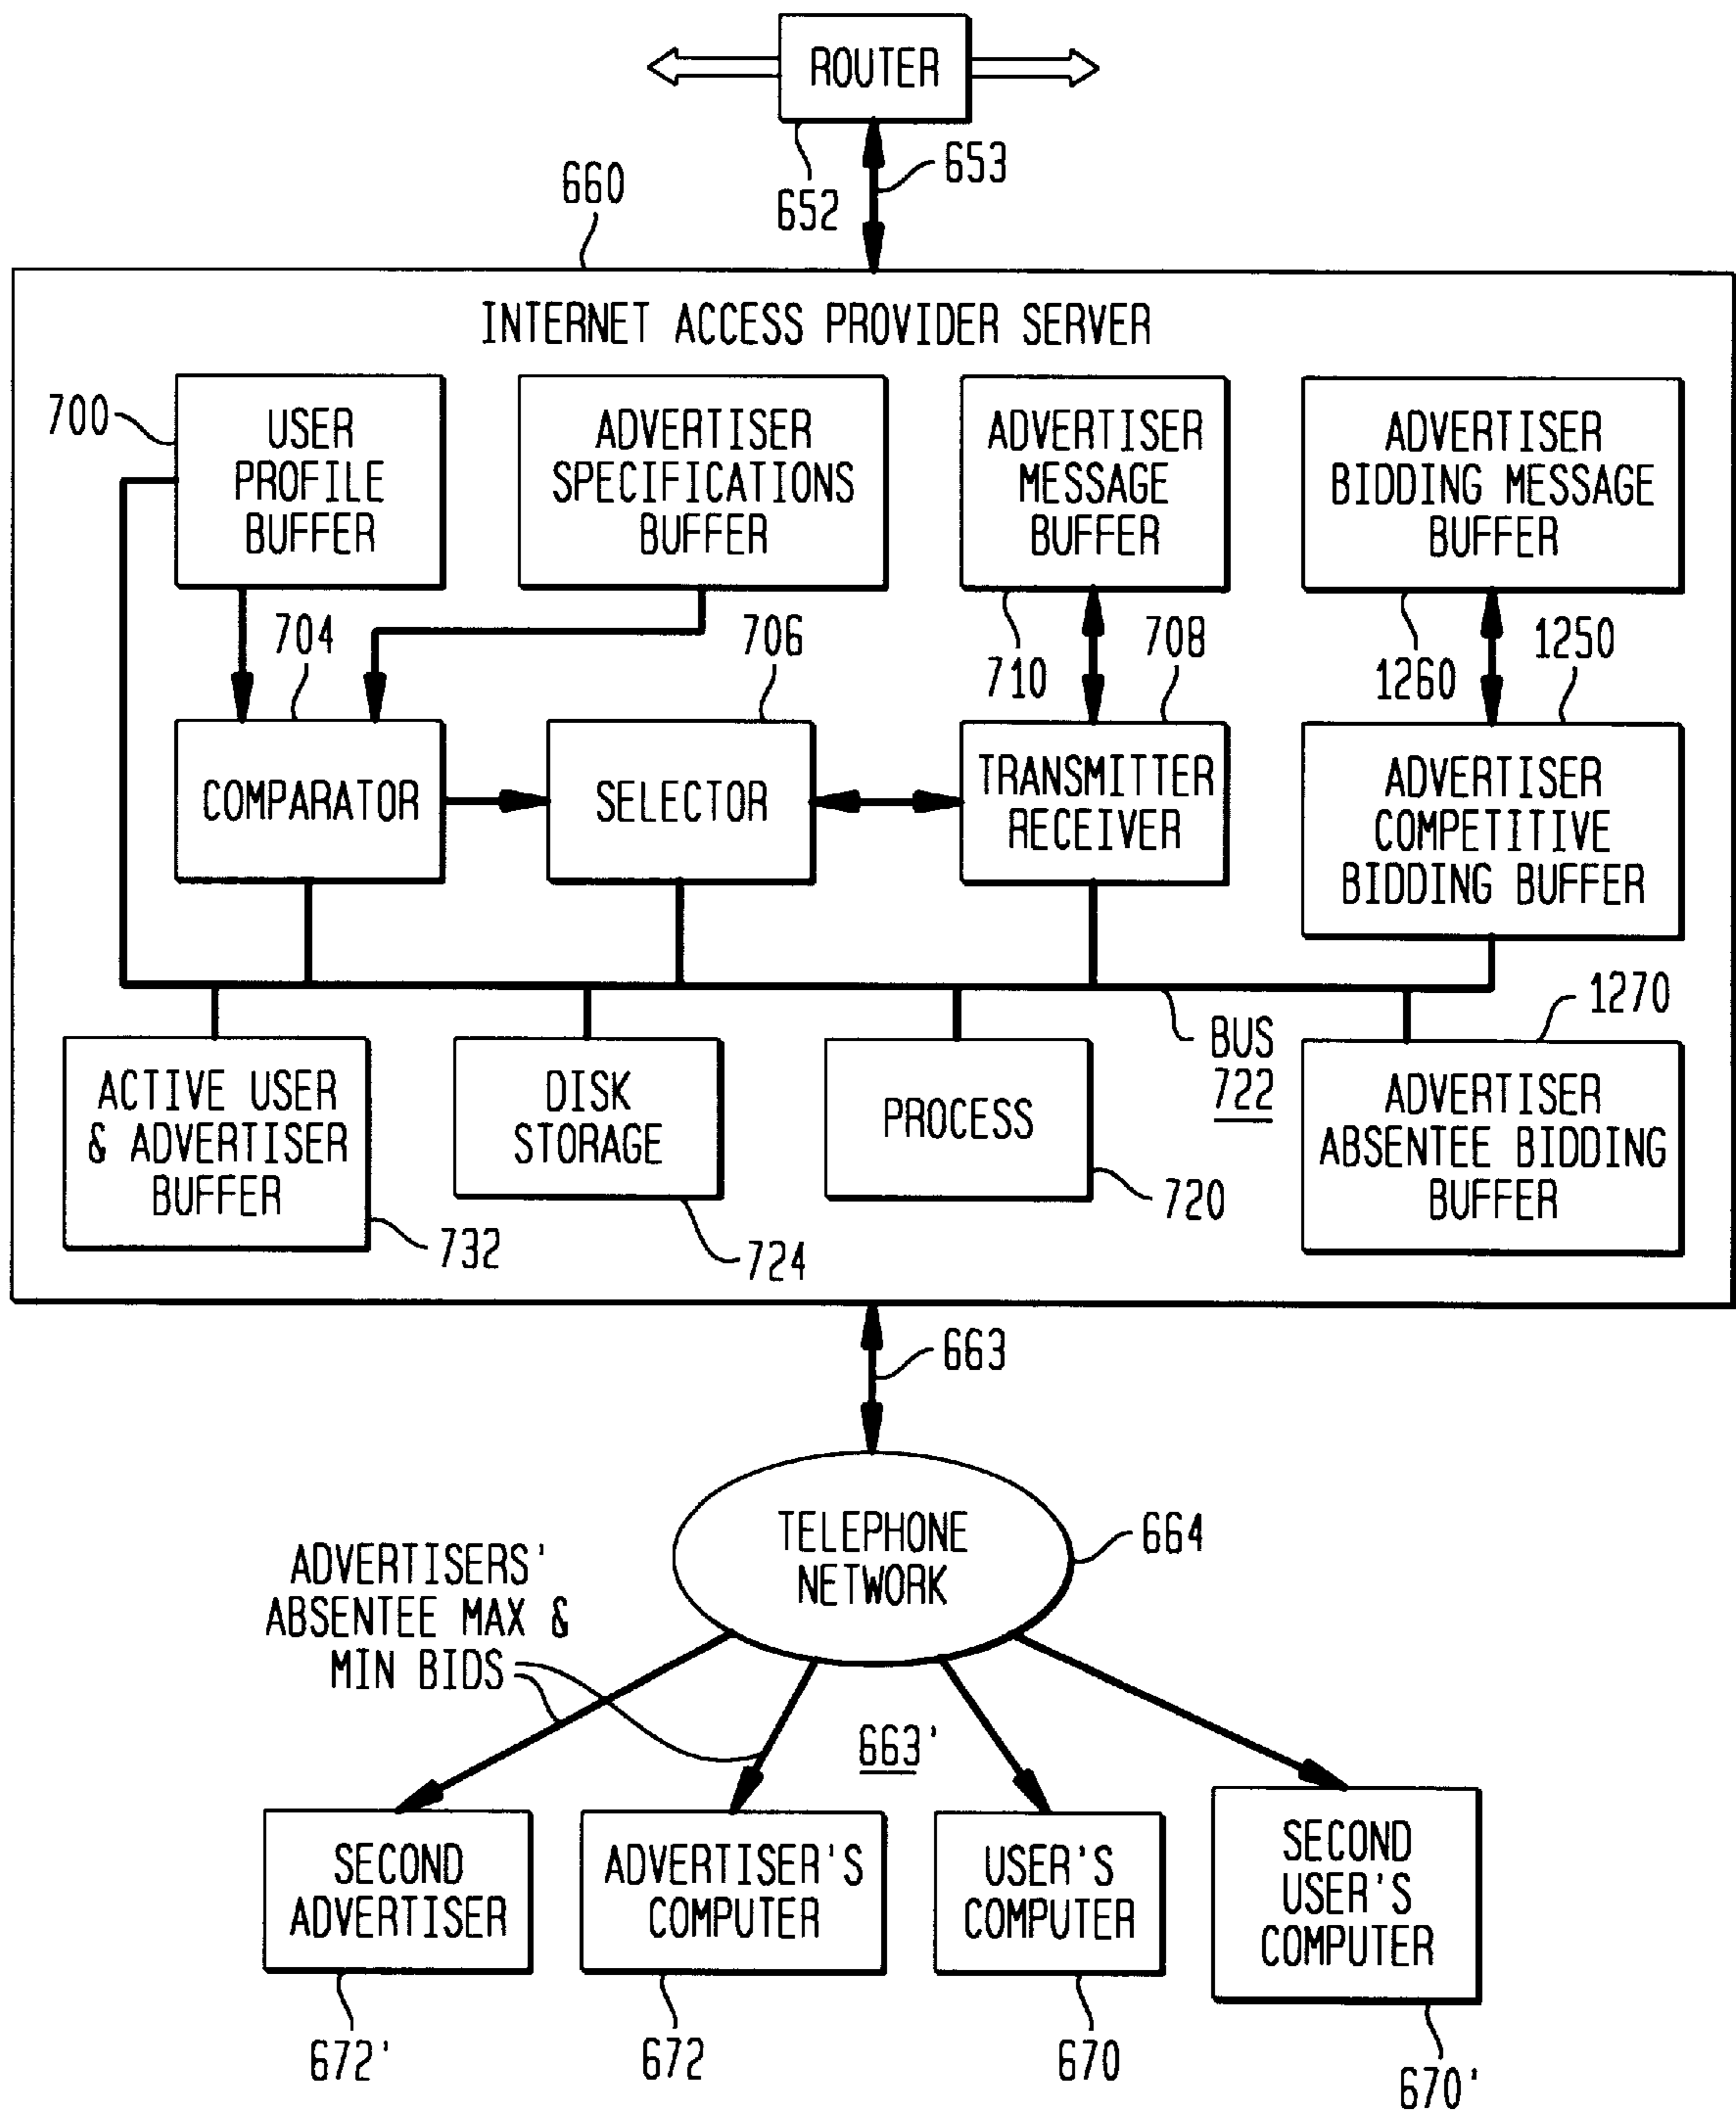 ROUTER
653
652
660
INTERNET ACCESS PROVIDER SERVER
700
USER
PROFILE
BUFFER
ADVERTISER
SPECIFICATIONS
BUFFER
ADVERTISER
MESSAGE
BUFFER
ADVERTISER
BIDDING MESSAGE
BUFFER
704
706
710
708
1260
1250
COMPARATOR
SELECTOR
TRANSMITTER
RECEIVER
ADVERTISER
COMPETITIVE
BIDDING BUFFER
1270
BUS
722
ACTIVE USER
& ADVERTISER
BUFFER
DISK
STORAGE
PROCESS
ADVERTISER
ABSENTEE BIDDING
BUFFER
732
724
720
663
TELEPHONE
NETWORK
664
ADVERTISERS'
ABSENTEE MAX &
MIN BIDS
663'
SECOND
ADVERTISER
ADVERTISER'S
COMPUTER
USER'S
COMPUTER
SECOND
USER'S
COMPUTER
672'
672
670
670'